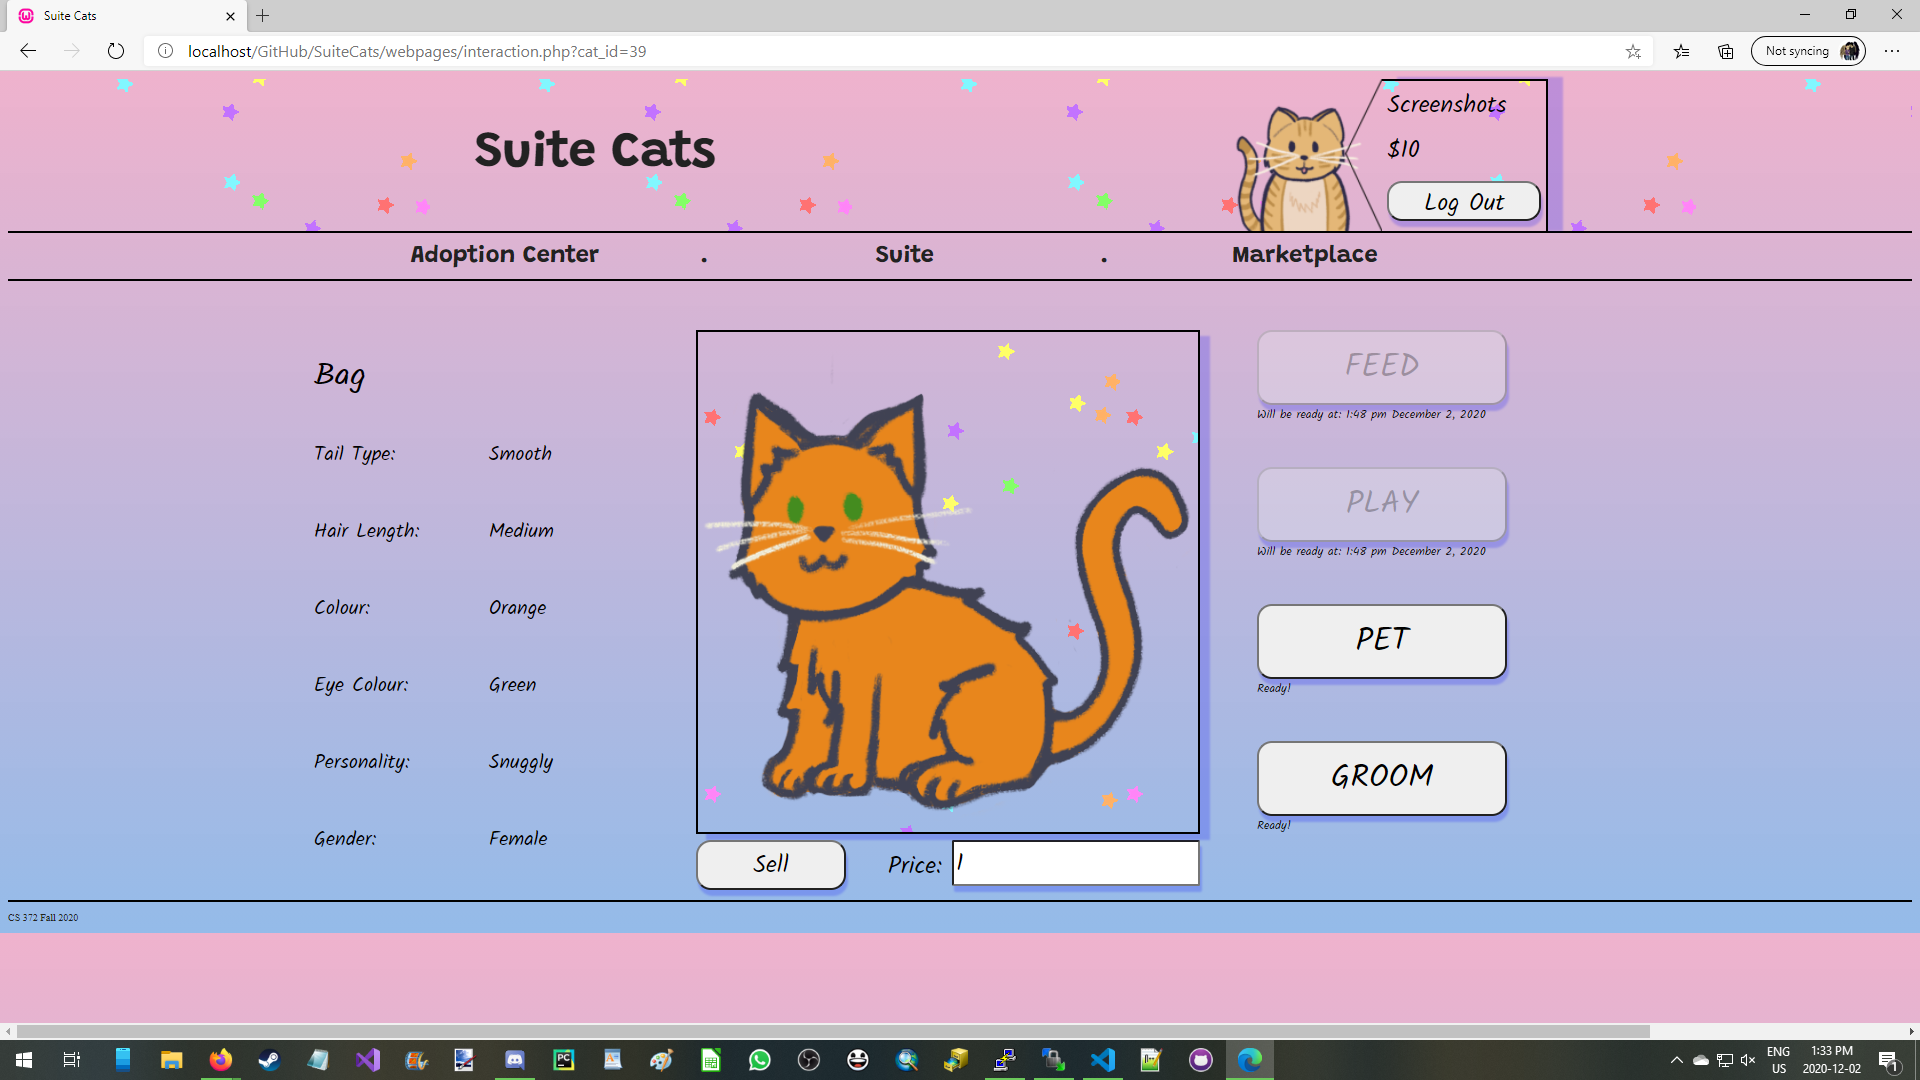 Suite Cats
localhost/GitHub/SuiteCats/webpages/interaction.php?cat_id=39
Not syncing
Suite Cats
Screenshots
$10
Log Out
Adoption Center . Suite . Marketplace
Bag
Tail Type: Smooth
Hair Length: Medium
Colour: Orange
Eye Colour: Green
Personality: Snuggly
Gender: Female
Sell Price: 1
FEED
Will be ready at: 1:48 pm December 2, 2020
PLAY
Will be ready at: 1:48 pm December 2, 2020
PET
Ready!
GROOM
Ready!
CS 372 Fall 2020
PC
ENG
US
1:33 PM
2020-12-02
1